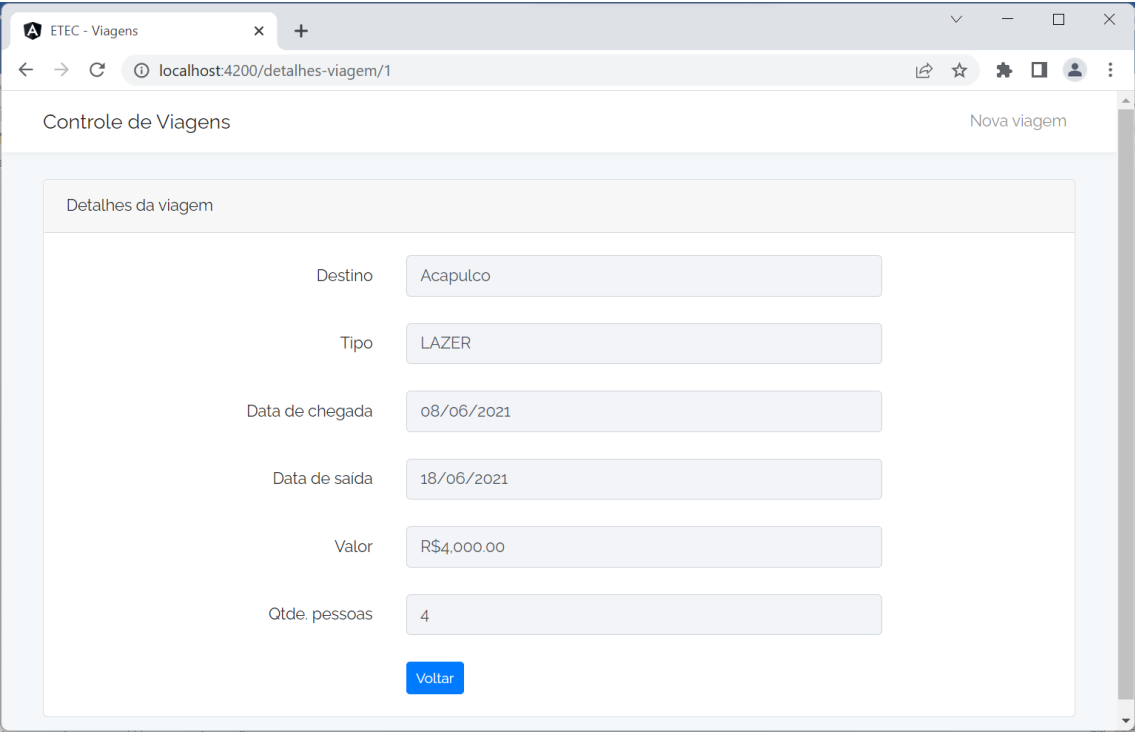 ETEC - Viagens
localhost:4200/detalhes-viagem/1
Controle de Viagens
Nova viagem
Detalhes da viagem
Destino
Acapulco
Tipo
LAZER
Data de chegada
08/06/2021
Data de saída
18/06/2021
Valor
R$4,000.00
Qtde. pessoas
4
Voltar